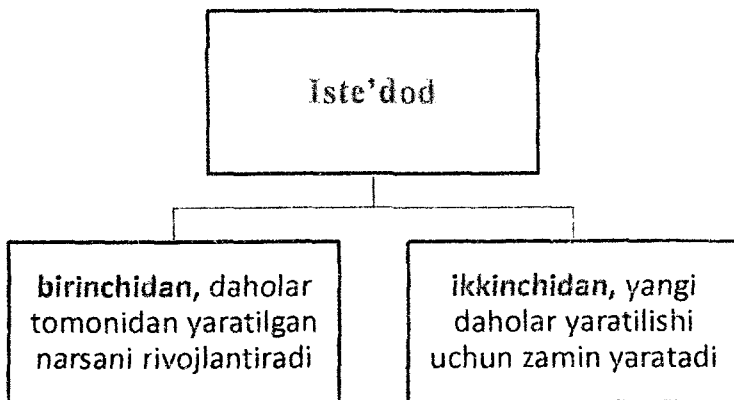 Iste'dod
birinchidan, daholar
tomonidan yaratilgan
narsani rivojlantiradi
ikkinchidan, yangi
daholar yaratilishi
uchun zamin yaratadi